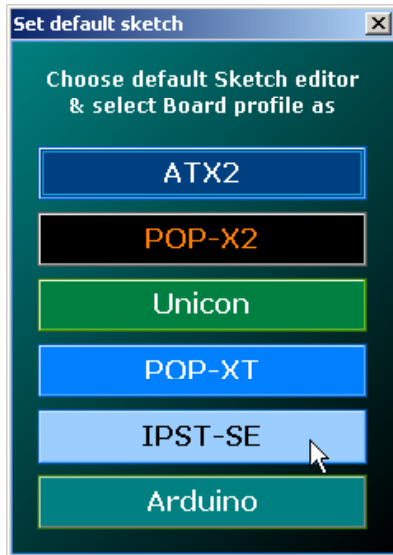 Set default sketch
Choose default Sketch editor
& select Board profile as
ATX2
POP-X2
Unicon
POP-XT
IPST-SE
Arduino